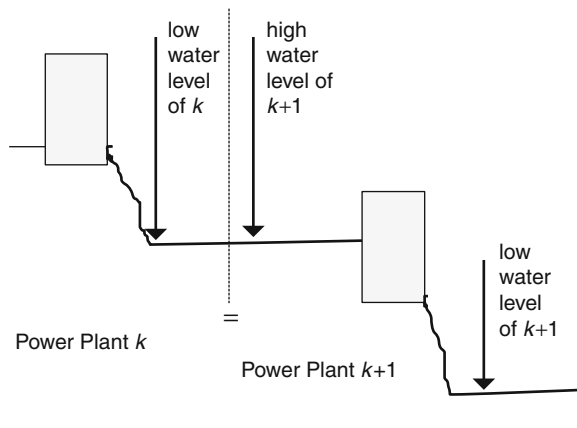 low
water
level
of k
high
water
level of
k+1
low
water
level
of k+1
=
Power Plant k
Power Plant k+1